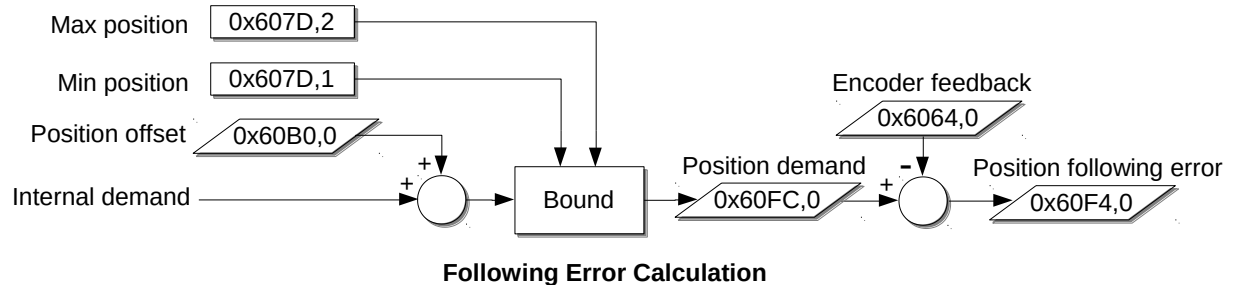 Max position 0x607D,2
Min position 0x607D,1
Encoder feedback
Position offset 0x60B0,0
0x6064,0
+
Position demand
Position following error
-
Internal demand
+
Bound
0x60FC,0
+
0x60F4,0
Following Error Calculation